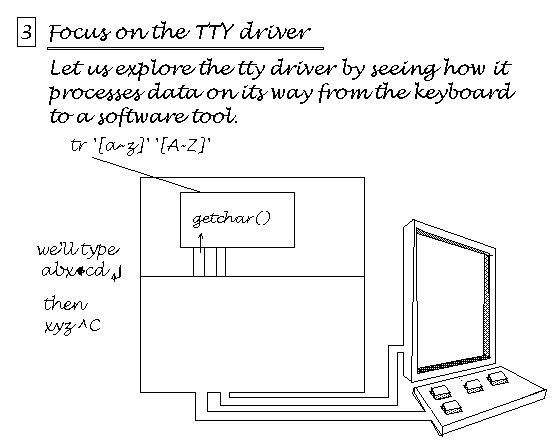 3 Focus on the TTY driver
Let us explore the tty driver by seeing how it
processes data on its way from the keyboard
to a software tool.
tr '[a-z]' '[A-Z]'
getchar()
we'll type
abx←cd ↲
then
xyz ^C